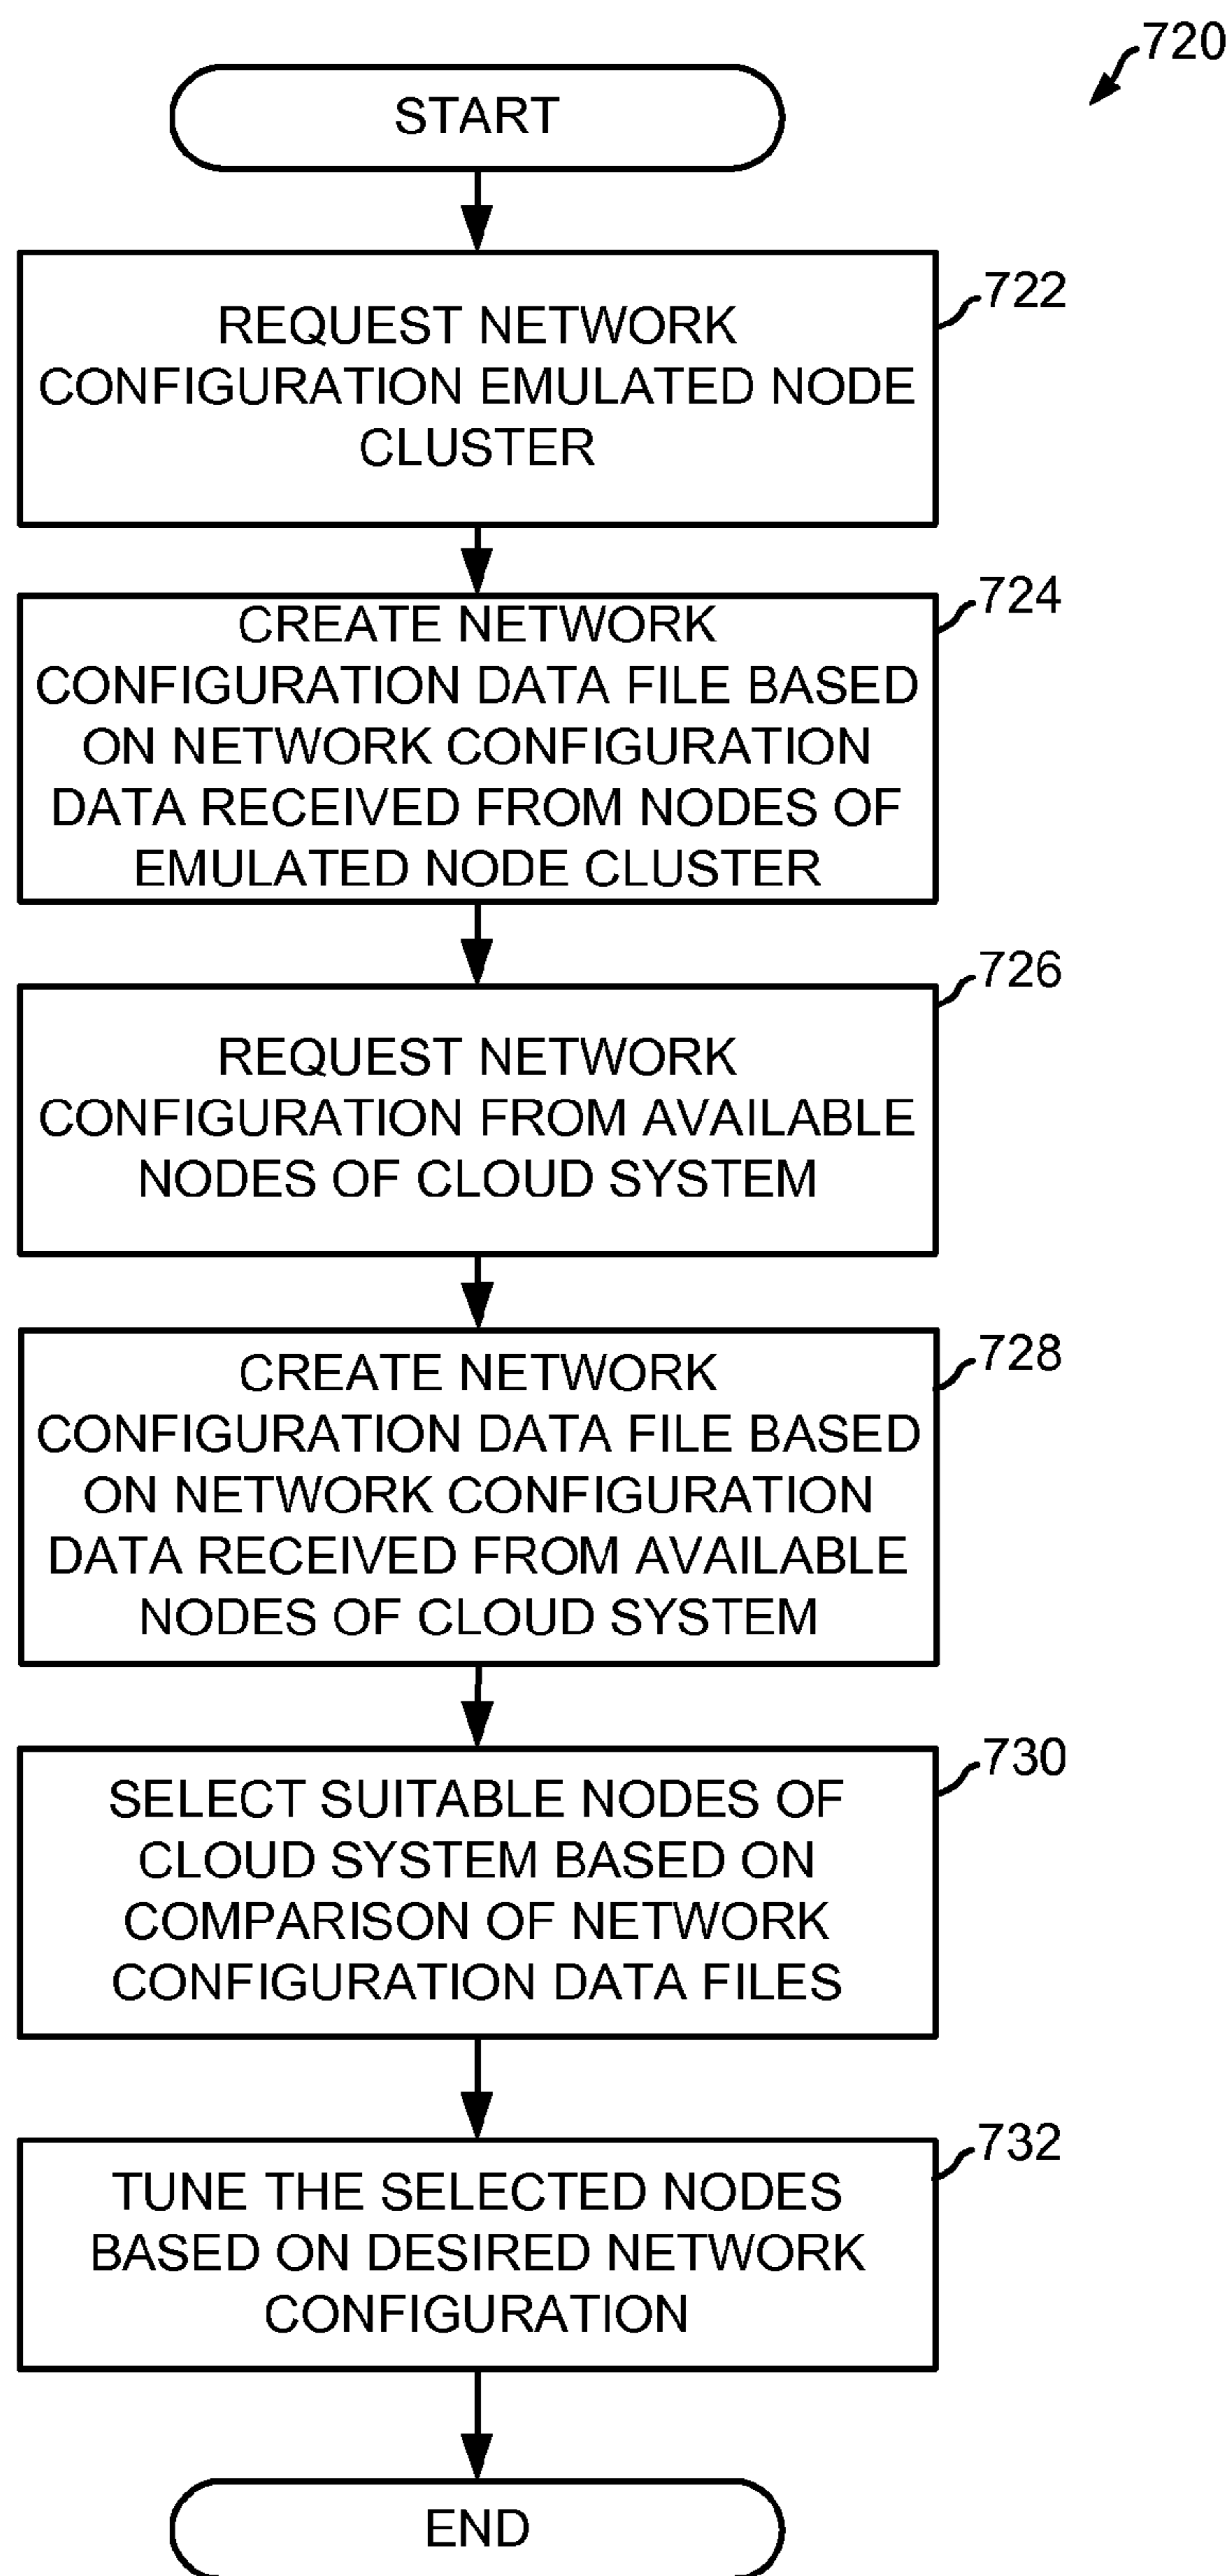 720
START
REQUEST NETWORK
CONFIGURATION EMULATED NODE
CLUSTER
722
CREATE NETWORK
CONFIGURATION DATA FILE BASED
ON NETWORK CONFIGURATION
DATA RECEIVED FROM NODES OF
EMULATED NODE CLUSTER
724
REQUEST NETWORK
CONFIGURATION FROM AVAILABLE
NODES OF CLOUD SYSTEM
726
CREATE NETWORK
CONFIGURATION DATA FILE BASED
ON NETWORK CONFIGURATION
DATA RECEIVED FROM AVAILABLE
NODES OF CLOUD SYSTEM
728
SELECT SUITABLE NODES OF
CLOUD SYSTEM BASED ON
COMPARISON OF NETWORK
CONFIGURATION DATA FILES
730
TUNE THE SELECTED NODES
BASED ON DESIRED NETWORK
CONFIGURATION
732
END